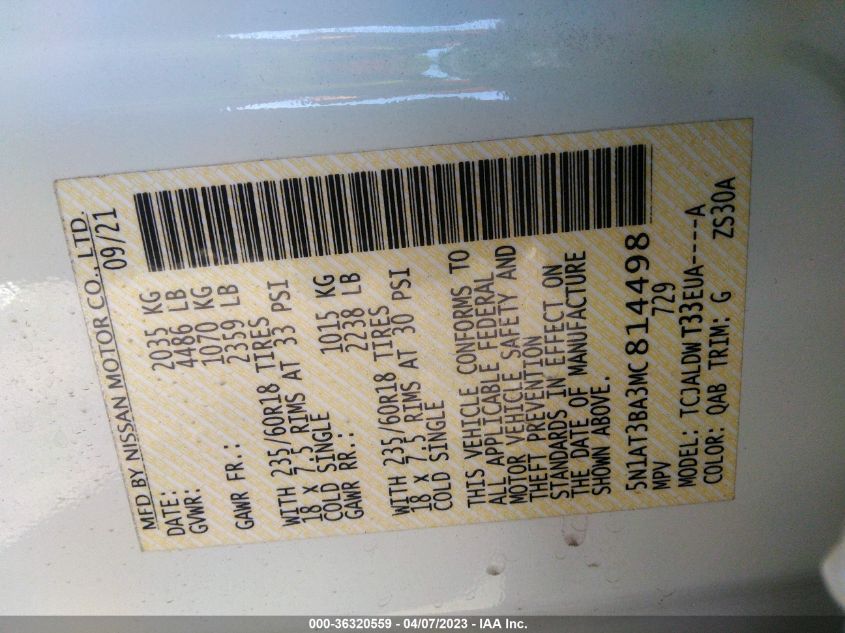 MFD BY NISSAN MOTOR CO., LTD.
DATE: 09/21
GVWR: 2035 KG
4486 LB
GAWR FR.: 1070 KG
2359 LB
WITH 235/60R18 TIRES
18 X 7.5 RIMS AT 33 PSI
COLD SINGLE
GAWR RR.: 1015 KG
2238 LB
WITH 235/60R18 TIRES
18 X 7.5 RIMS AT 30 PSI
COLD SINGLE
THIS VEHICLE CONFORMS TO
ALL APPLICABLE FEDERAL
MOTOR VEHICLE SAFETY AND
THEFT PREVENTION
STANDARDS IN EFFECT ON
THE DATE OF MANUFACTURE
SHOWN ABOVE.
5N1AT3BA3MC814498
MPV 729
MODEL: TCJALDWT33EUA-----A
COLOR: QAB TRIM: G ZS30A
000-36320559 - 04/07/2023 - IAA Inc.